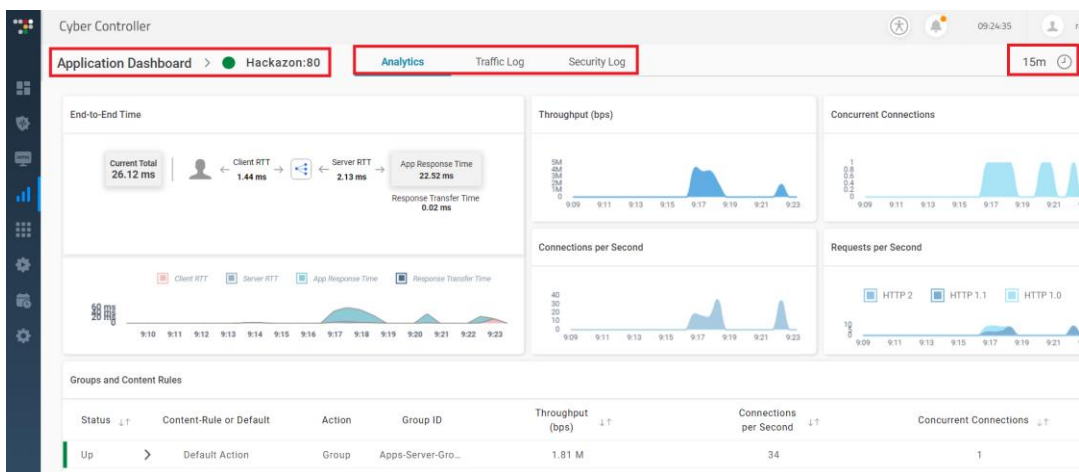 Cyber Controller
09:24:35
Application Dashboard > Hackazon:80
Analytics Traffic Log Security Log
15m
End-to-End Time
Current Total
26.12 ms
Client RTT
1.44 ms
Server RTT
2.13 ms
App Response Time
22.52 ms
Response Transfer Time
0.02 ms
Client RTT Server RTT App Response Time Response Transfer Time
60 ms
40 ms
20 ms
0
9:10 9:11 9:12 9:13 9:14 9:15 9:16 9:17 9:18 9:19 9:20 9:21 9:22 9:23
Throughput (bps)
5M
4M
3M
2M
1M
0
9:09 9:11 9:13 9:15 9:17 9:19 9:21 9:23
Concurrent Connections
1
0.8
0.6
0.4
0.2
0
9:09 9:11 9:13 9:15 9:17 9:19 9:21
Connections per Second
40
30
20
10
0
9:09 9:11 9:13 9:15 9:17 9:19 9:21 9:23
Requests per Second
HTTP 2 HTTP 1.1 HTTP 1.0
9:09 9:11 9:13 9:15 9:17 9:19 9:21
Groups and Content Rules
Status Content-Rule or Default Action Group ID Throughput (bps) Connections per Second Concurrent Connections
Up Default Action Group Apps-Server-Gro... 1.81 M 34 1